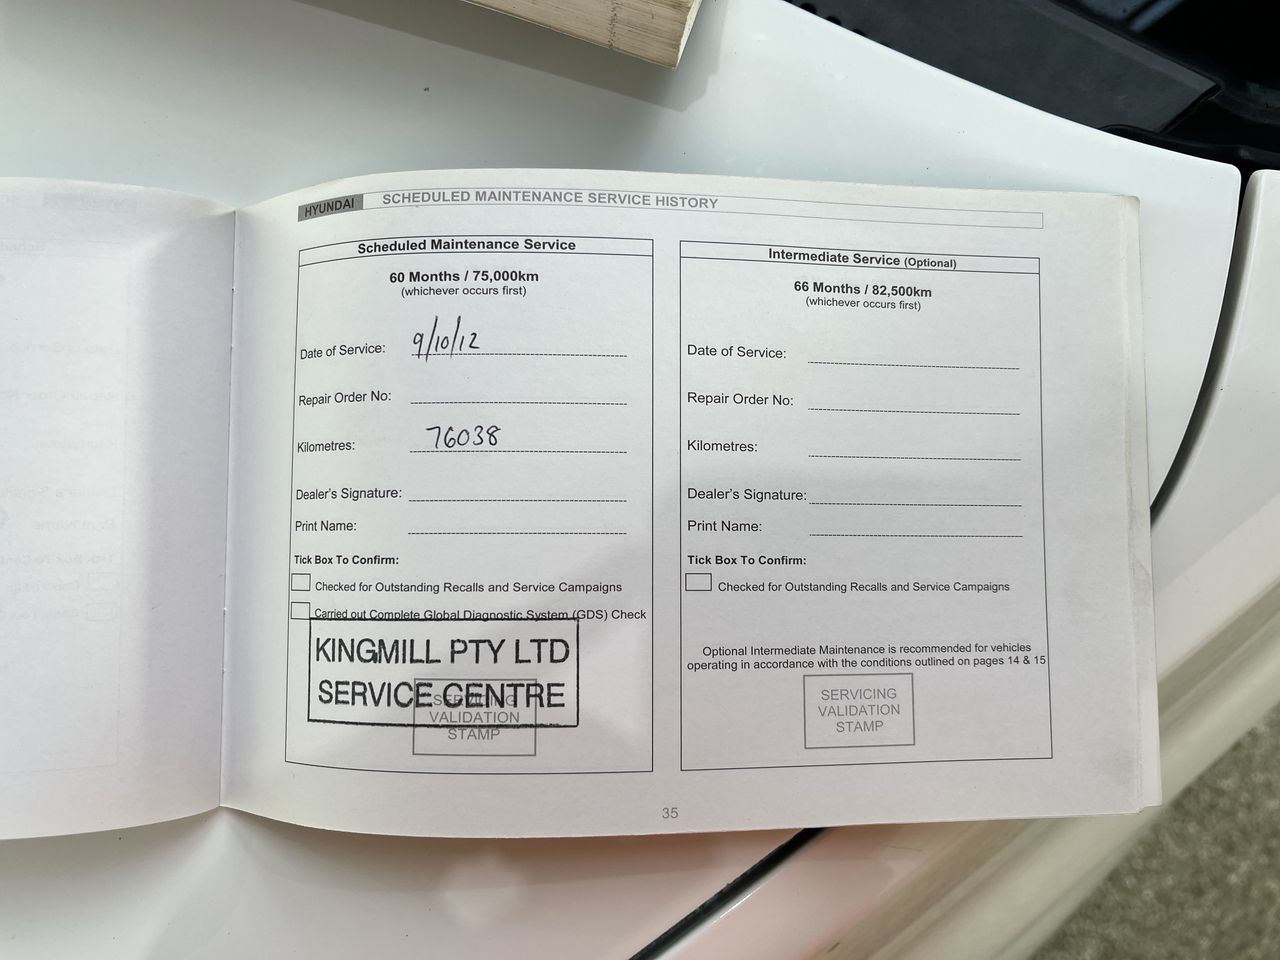 HYUNDAI SCHEDULED MAINTENANCE SERVICE HISTORY
Scheduled Maintenance Service
60 Months / 75,000km
(whichever occurs first)
Date of Service: 9/10/12
Repair Order No:
Kilometres: 76038
Dealer's Signature:
Print Name:
Tick Box To Confirm:
Checked for Outstanding Recalls and Service Campaigns
Carried out Complete Global Diagnostic System (GDS) Check
KINGMILL PTY LTD
SERVICE CENTRE
SERVICING
VALIDATION
STAMP
Intermediate Service (Optional)
66 Months / 82,500km
(whichever occurs first)
Date of Service:
Repair Order No:
Kilometres:
Dealer's Signature:
Print Name:
Tick Box To Confirm:
Checked for Outstanding Recalls and Service Campaigns
Optional Intermediate Maintenance is recommended for vehicles
operating in accordance with the conditions outlined on pages 14 & 15
SERVICING
VALIDATION
STAMP
35